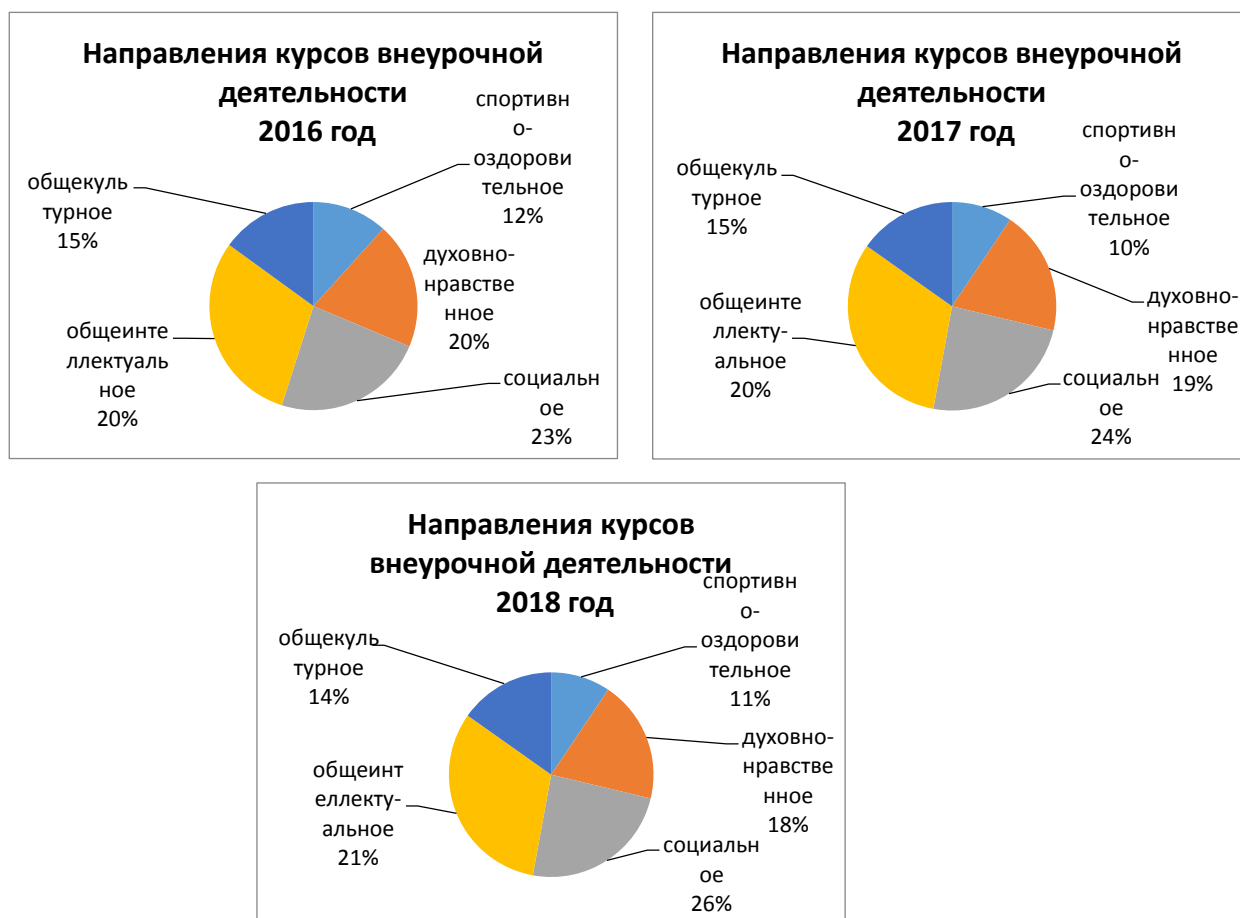 Направления курсов внеурочной
деятельности
2016 год
спортивн
о-
оздорови
тельное
12%
духовно-
нравстве
нное
20%
социальн
ое
23%
общеинте
ллектуаль
ное
20%
общекуль
турное
15%
Направления курсов внеурочной
деятельности
2017 год
спортивн
о-
оздорови
тельное
10%
духовно-
нравстве
нное
19%
социальн
ое
24%
общеинте
ллекту-
альное
20%
общекуль
турное
15%
Направления курсов
внеурочной деятельности
2018 год
спортивн
о-
оздорови
тельное
11%
духовно-
нравстве
нное
18%
социальн
ое
26%
общеинт
еллекту-
альное
21%
общекуль
турное
14%